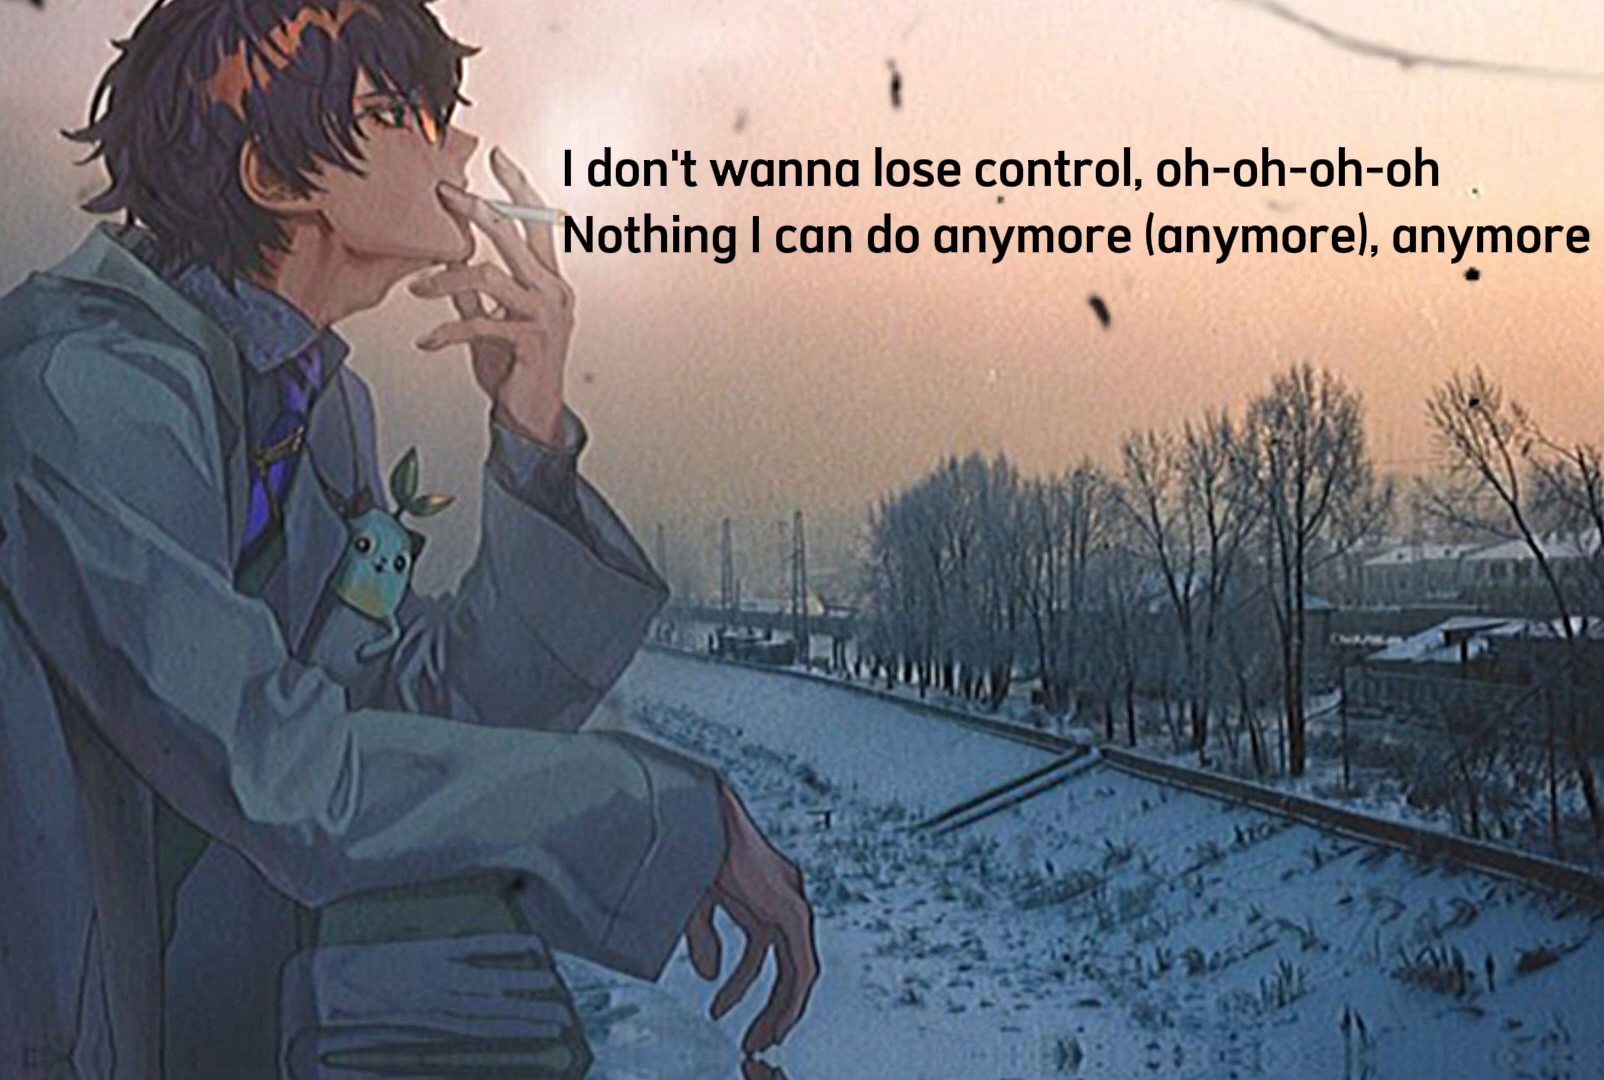 I don't wanna lose control, oh-oh-oh-oh
Nothing I can do anymore (anymore), anymore